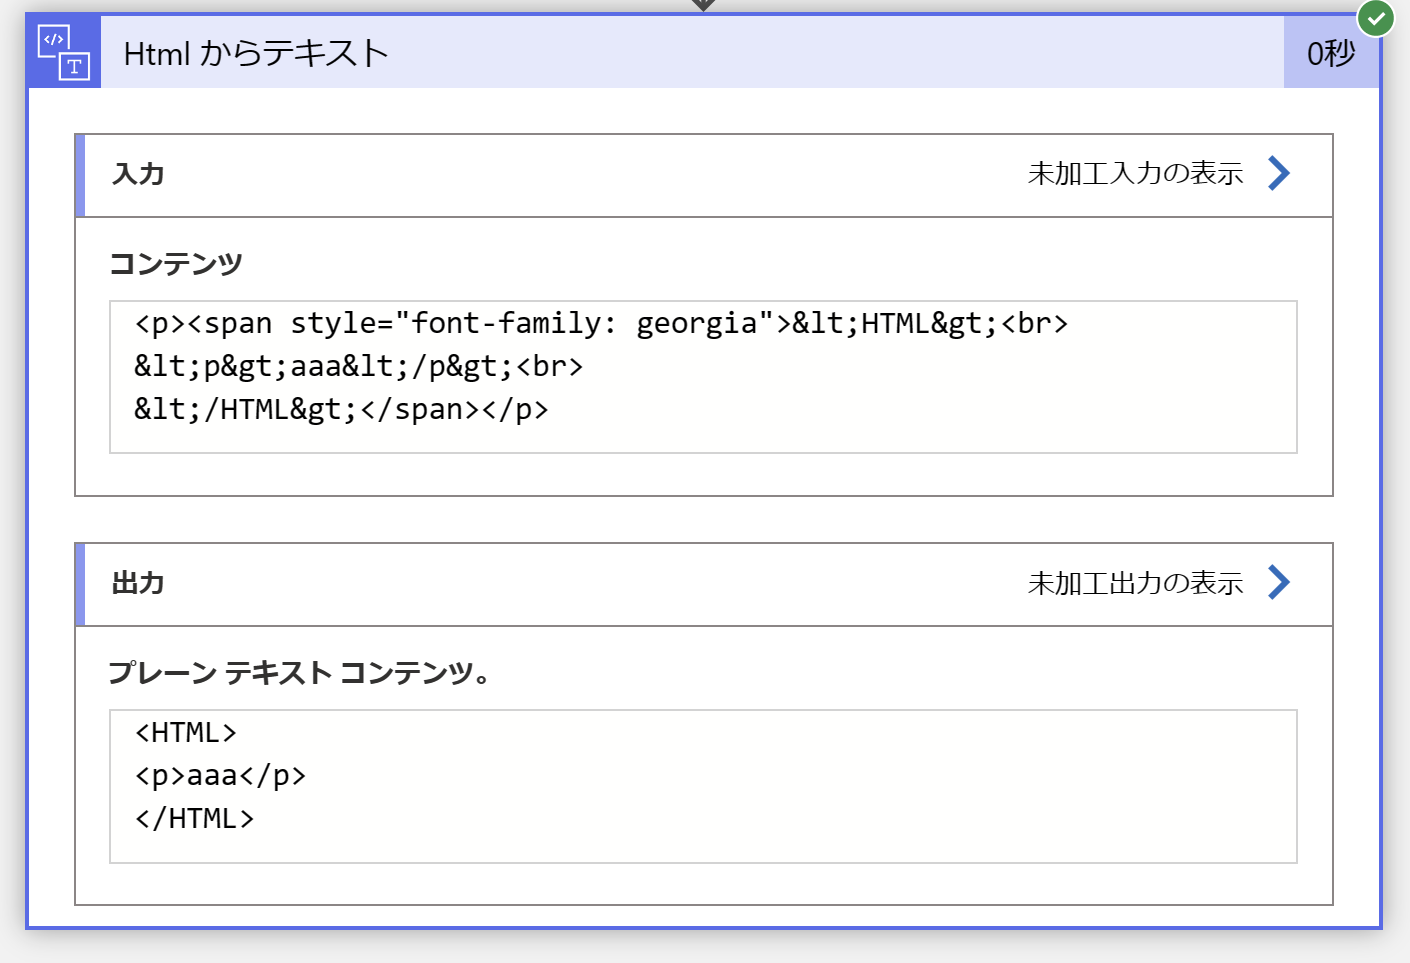 </>
T
Html からテキスト
0秒
入力
未加工入力の表示
コンテンツ
<p><span style="font-family: georgia">&lt;HTML&gt;<br>
&lt;p&gt;aaa&lt;/p&gt;<br>
&lt;/HTML&gt;</span></p>
出力
未加工出力の表示
プレーン テキスト コンテンツ。
<HTML>
<p>aaa</p>
</HTML>